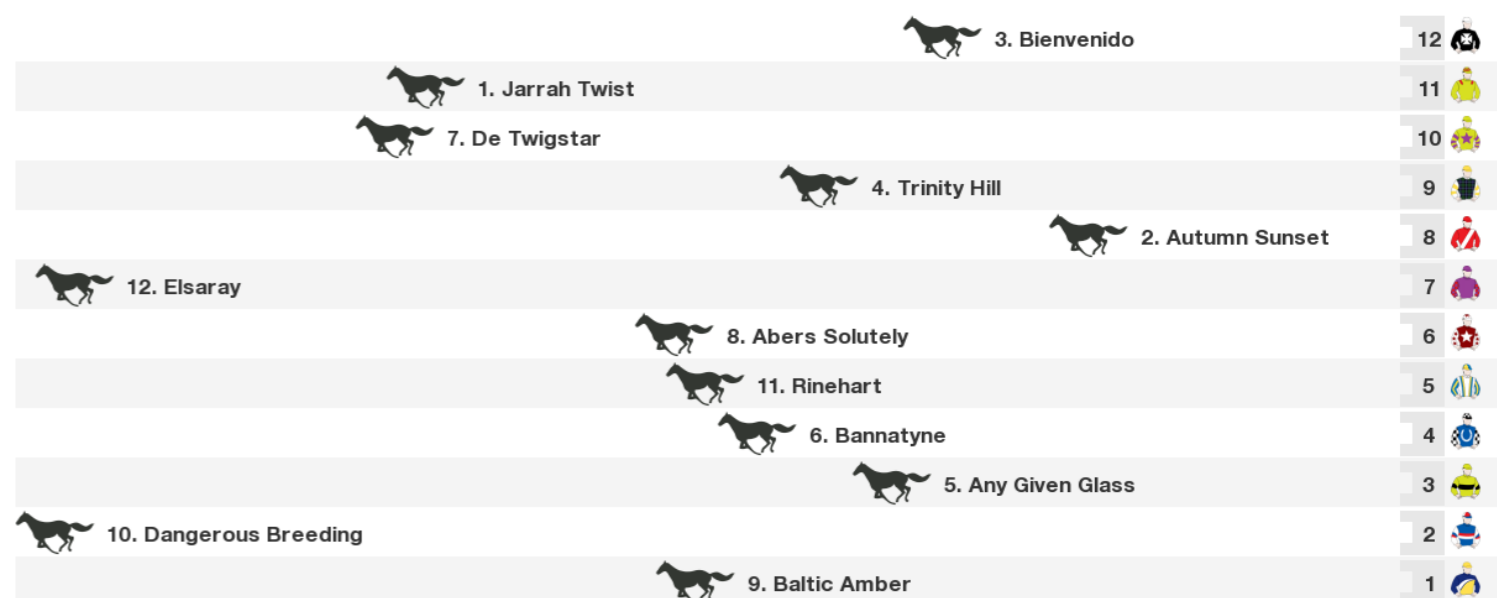 3. Bienvenido 12
1. Jarrah Twist 11
7. De Twigstar 10
4. Trinity Hill 9
2. Autumn Sunset 8
12. Elsaray 7
8. Abers Solutely 6
11. Rinehart 5
6. Bannatyne 4
5. Any Given Glass 3
10. Dangerous Breeding 2
9. Baltic Amber 1